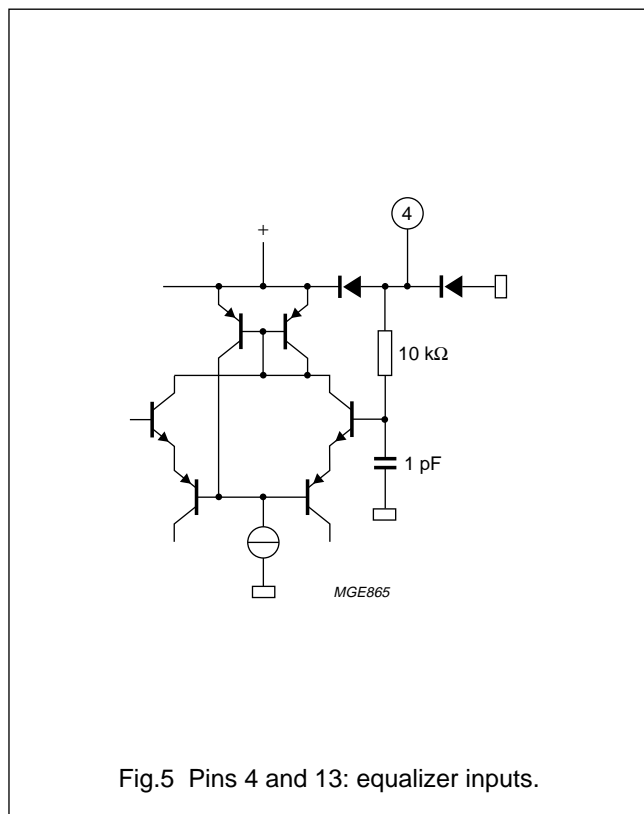 4
+
10 kΩ
1 pF
MGE865
Fig.5 Pins 4 and 13: equalizer inputs.